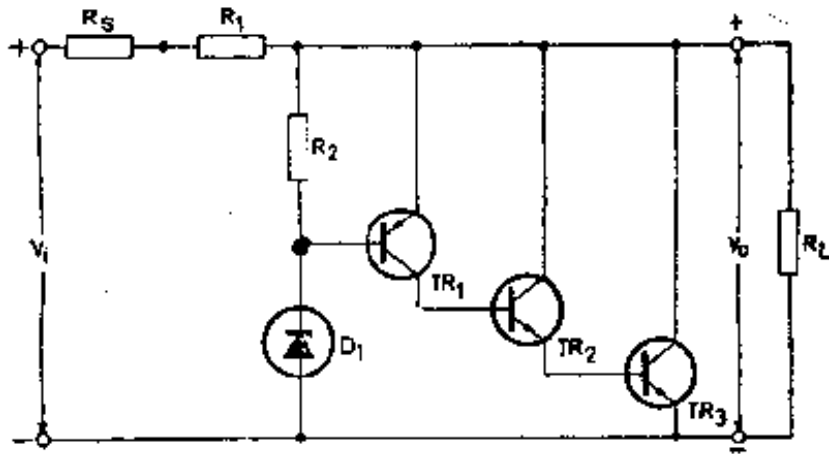 RS
R1
+
+
R2
Vi
TR1
Vo
RL
D1
TR2
TR3
−
−